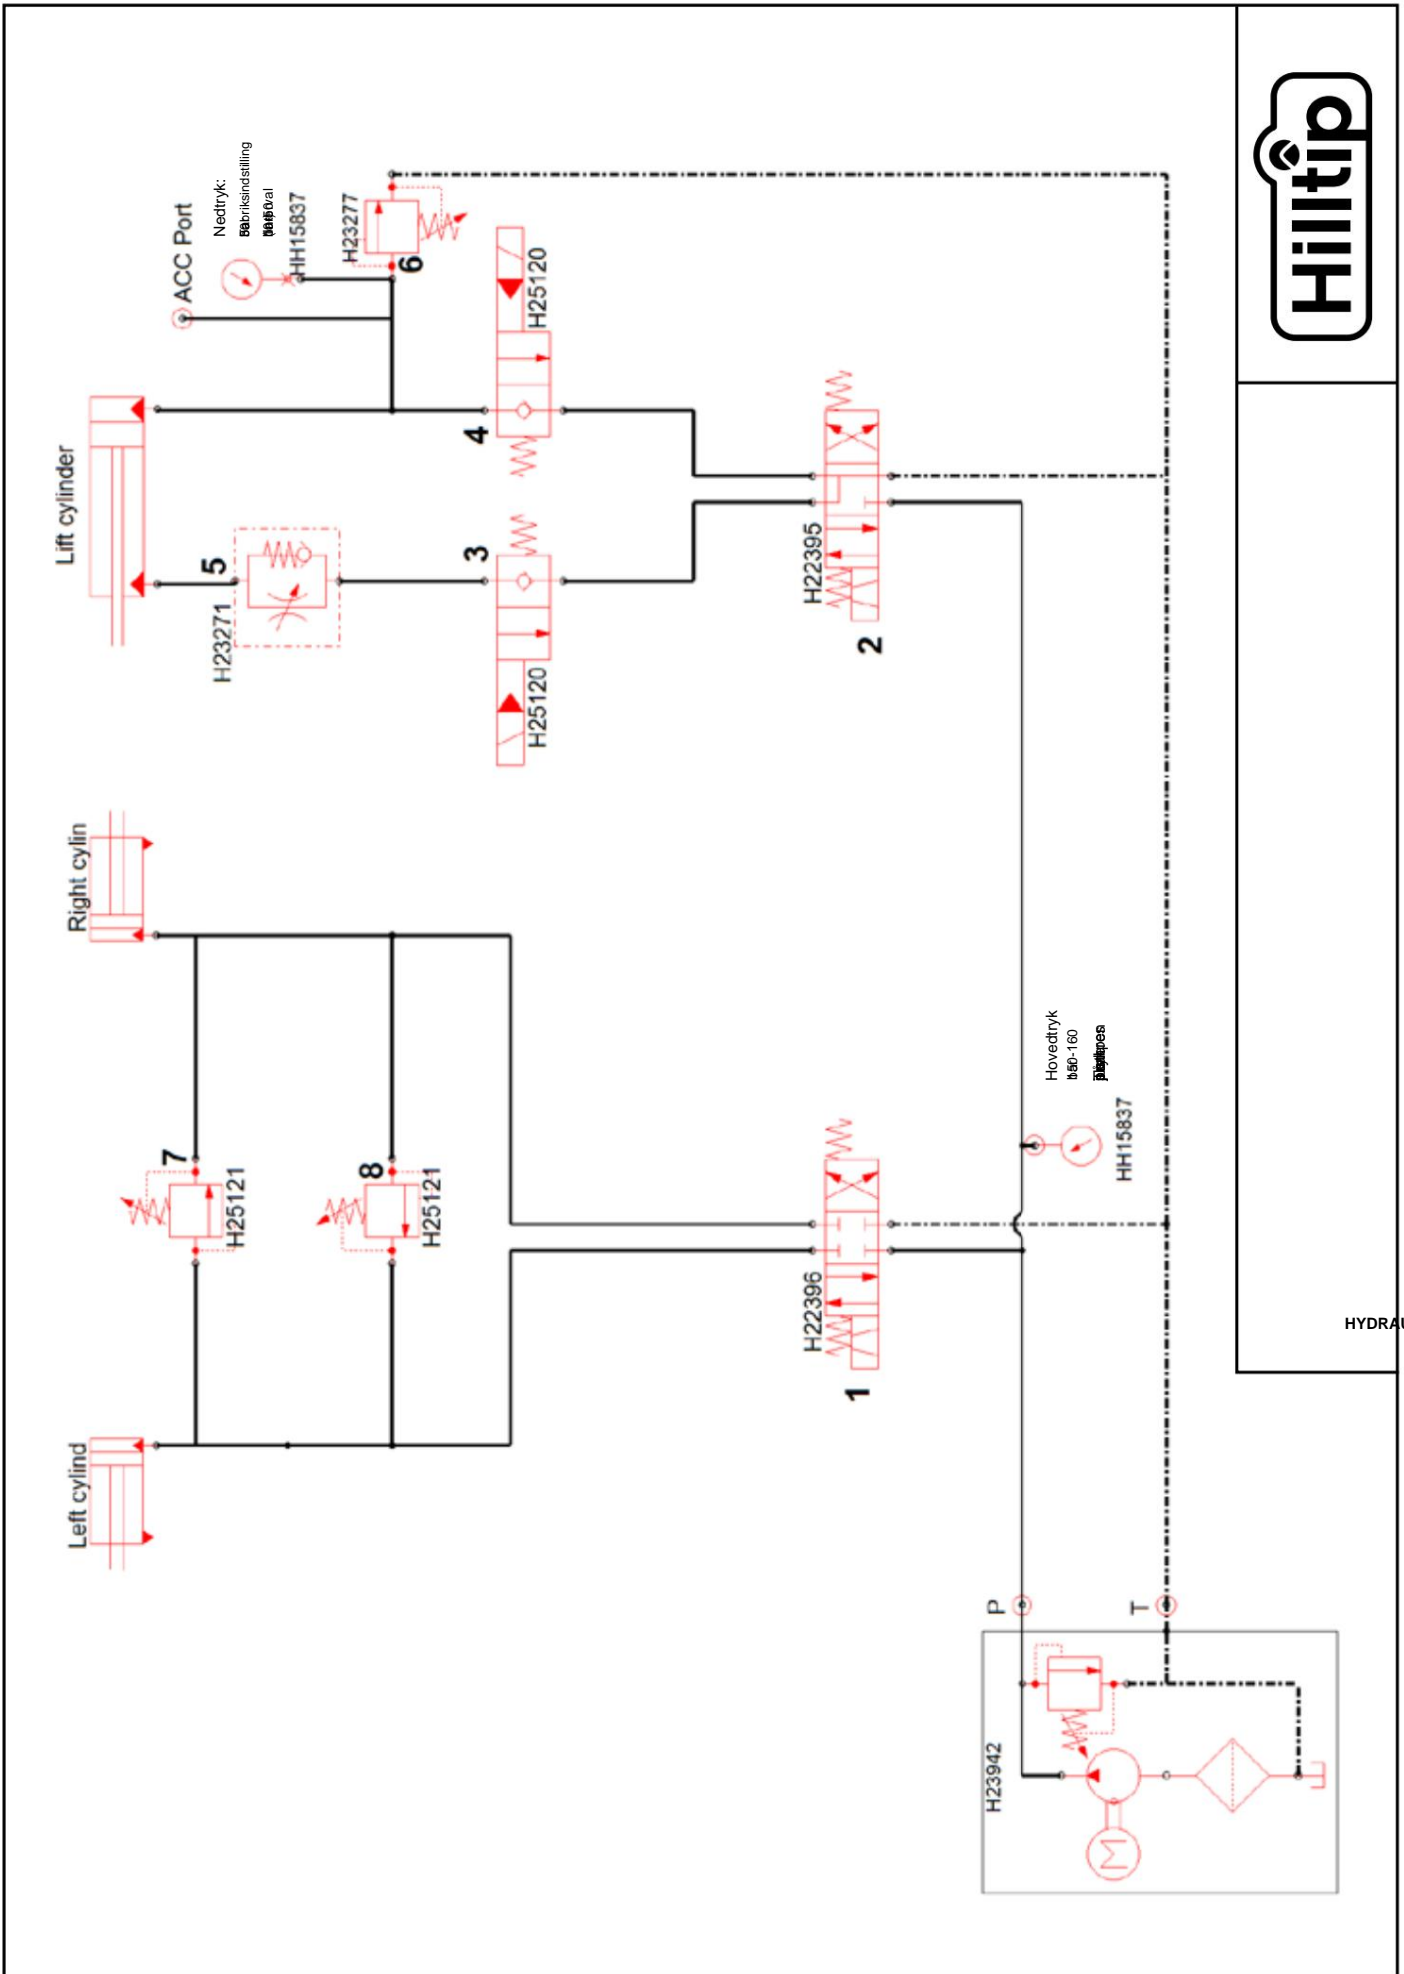 Hilltip
HYDRAU
Lift cylinder
ACC Port
Nedtryk:
HH15837
H23277
6
H25120
4
5
H23271
3
H25120
H22395
2
Right cylin
Left cylind
7
H25121
8
H25121
H22396
1
Hovedtryk
HH15837
P
T
H23942
M